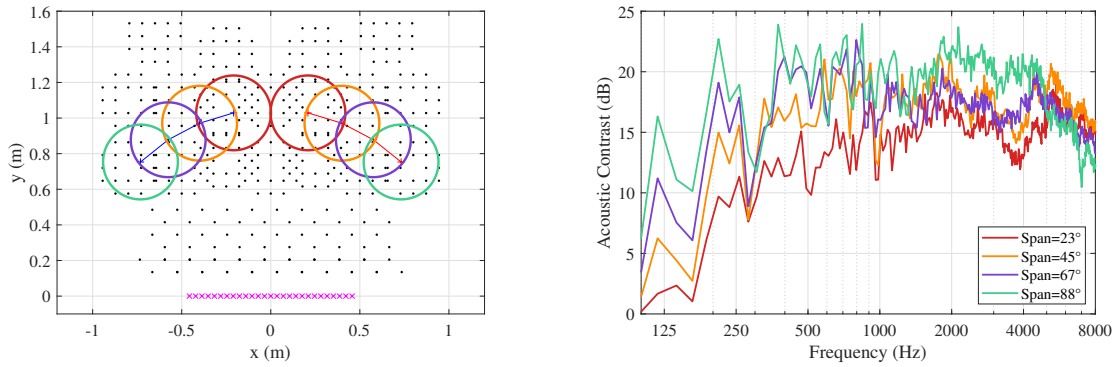 1.6
1.4
1.2
1
0.8
0.6
0.4
0.2
0
y (m)
-1 -0.5 0 0.5 1
x (m)
25
20
15
10
5
0
Acoustic Contrast (dB)
125 250 500 1000 2000 4000 8000
Frequency (Hz)
Span=23°
Span=45°
Span=67°
Span=88°